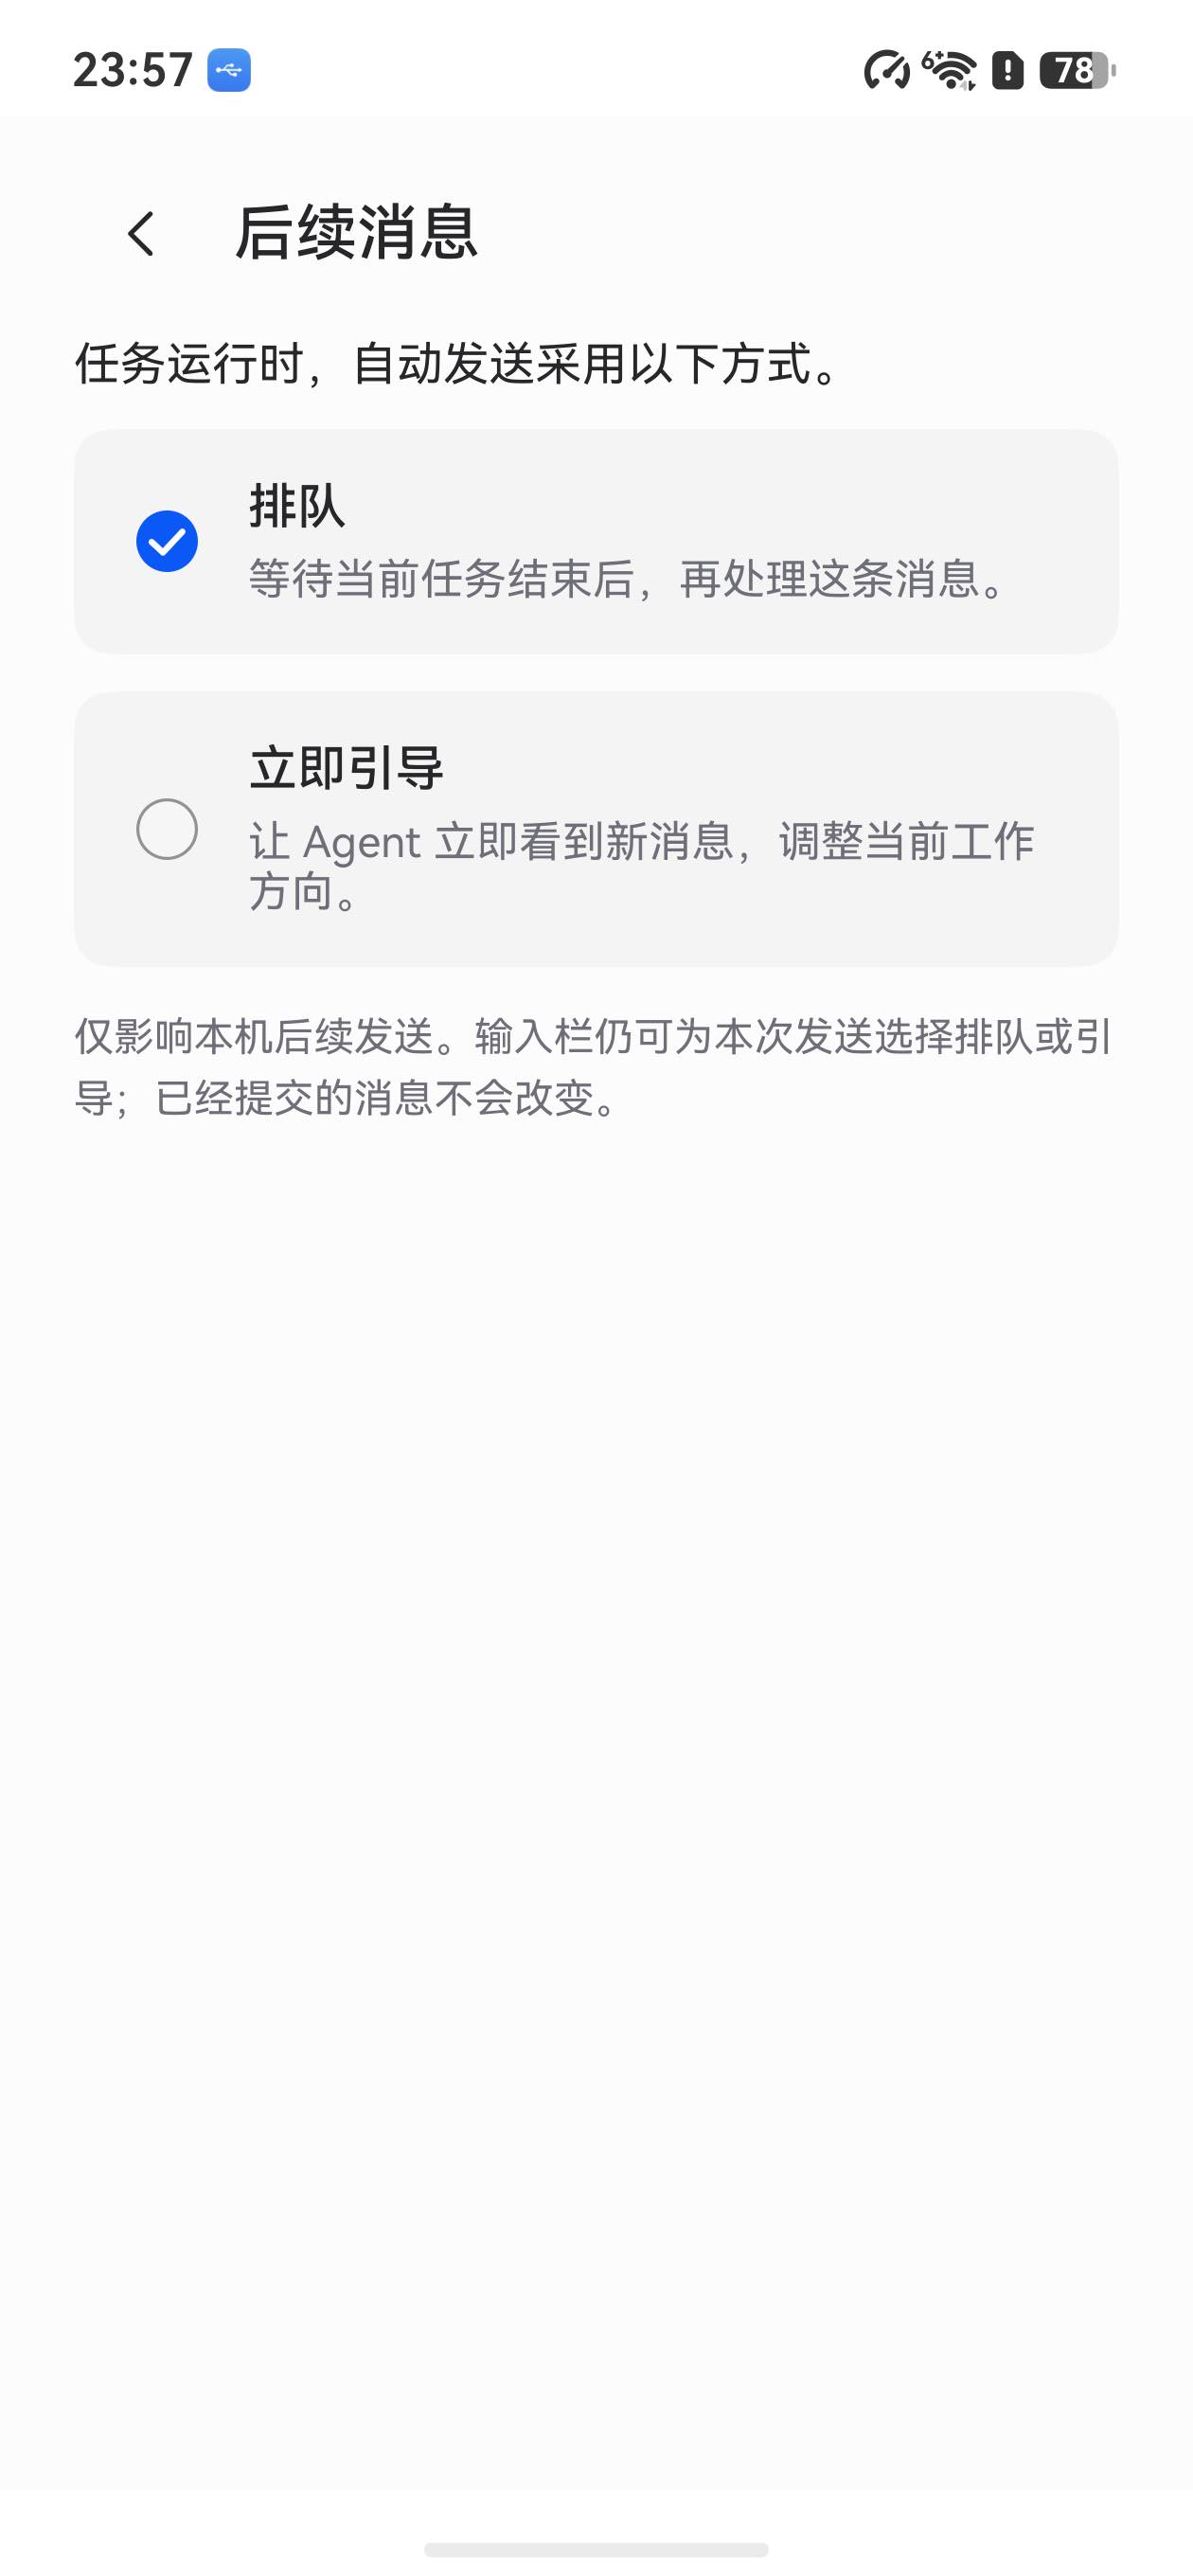 23:57
6+
78
后续消息
任务运行时，自动发送采用以下方式。
排队
等待当前任务结束后，再处理这条消息。
立即引导
让 Agent 立即看到新消息，调整当前工作
方向。
仅影响本机后续发送。输入栏仍可为本次发送选择排队或引
导；已经提交的消息不会改变。